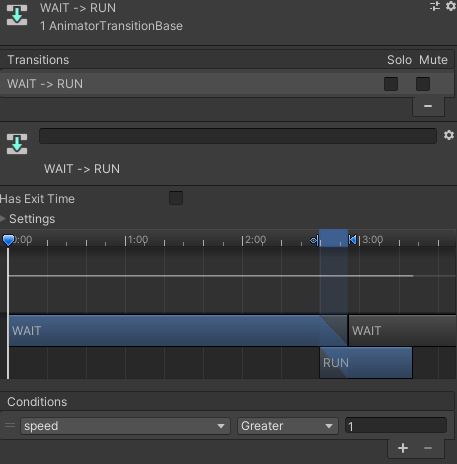 WAIT -> RUN
1 AnimatorTransitionBase
Transitions Solo Mute
WAIT -> RUN
WAIT -> RUN
Has Exit Time
Settings
0:00 1:00 2:00 3:00
WAIT WAIT
RUN
Conditions
speed Greater 1